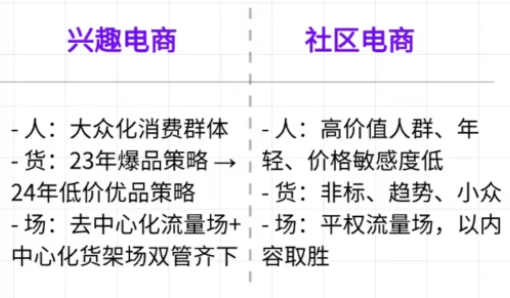 兴趣电商
- 人：大众化消费群体
- 货：23年爆品策略 →
24年低价优品策略
- 场：去中心化流量场+
中心化货架场双管齐下
社区电商
- 人：高价值人群、年
轻、价格敏感度低
- 货：非标、趋势、小众
- 场：平权流量场，以内
容取胜